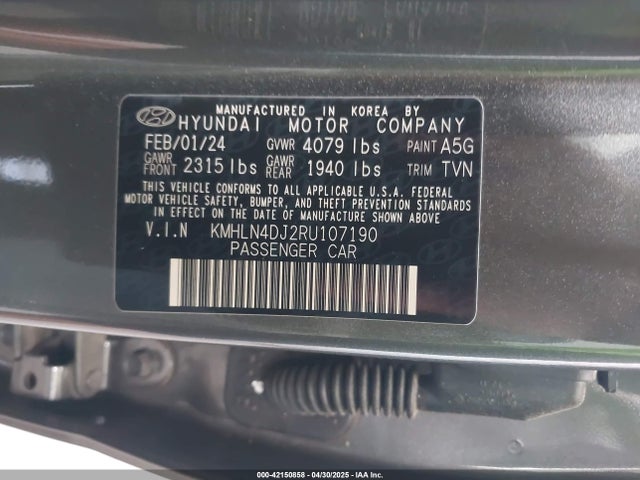 MANUFACTURED IN KOREA BY
HYUNDAI MOTOR COMPANY
FEB/01/24 GVWR 4079 lbs PAINT A5G
GAWR FRONT 2315 lbs GAWR REAR 1940 lbs TRIM TVN
THIS VEHICLE CONFORMS TO ALL APPLICABLE U.S.A. FEDERAL
MOTOR VEHICLE SAFETY, BUMPER, AND THEFT PREVENTION STANDARDS
IN EFFECT ON THE DATE OF MANUFACTURE SHOWN ABOVE
V.I.N KMHLN4DJ2RU107190
PASSENGER CAR
000-42150858 - 04/30/2025 - IAA Inc.